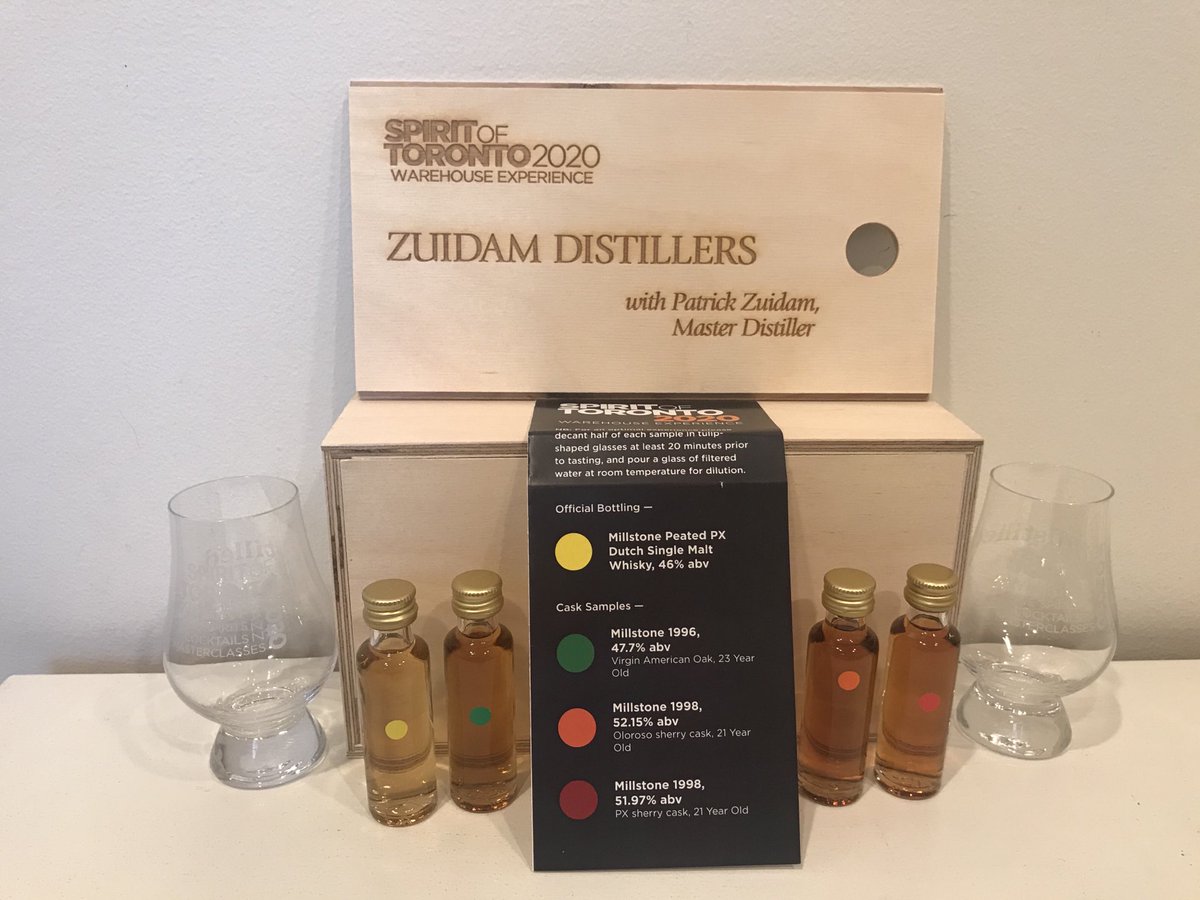 SPIRIT OF
TORONTO 2020
WAREHOUSE EXPERIENCE
ZUIDAM DISTILLERS
with Patrick Zuidam,
Master Distiller
SPIRIT OF
TORONTO
2020
WAREHOUSE EXPERIENCE
decant half of each sample in tulip-
shaped glasses at least 20 minutes prior
to tasting, and pour a glass of filtered
water at room temperature for dilution.
Official Bottling —
Millstone Peated PX
Dutch Single Malt
Whisky, 46% abv
Cask Samples —
Millstone 1996,
47.7% abv
Virgin American Oak, 23 Year
Old
Millstone 1998,
52.15% abv
Oloroso sherry cask, 21 Year
Old
Millstone 1998,
51.97% abv
PX sherry cask, 21 Year Old